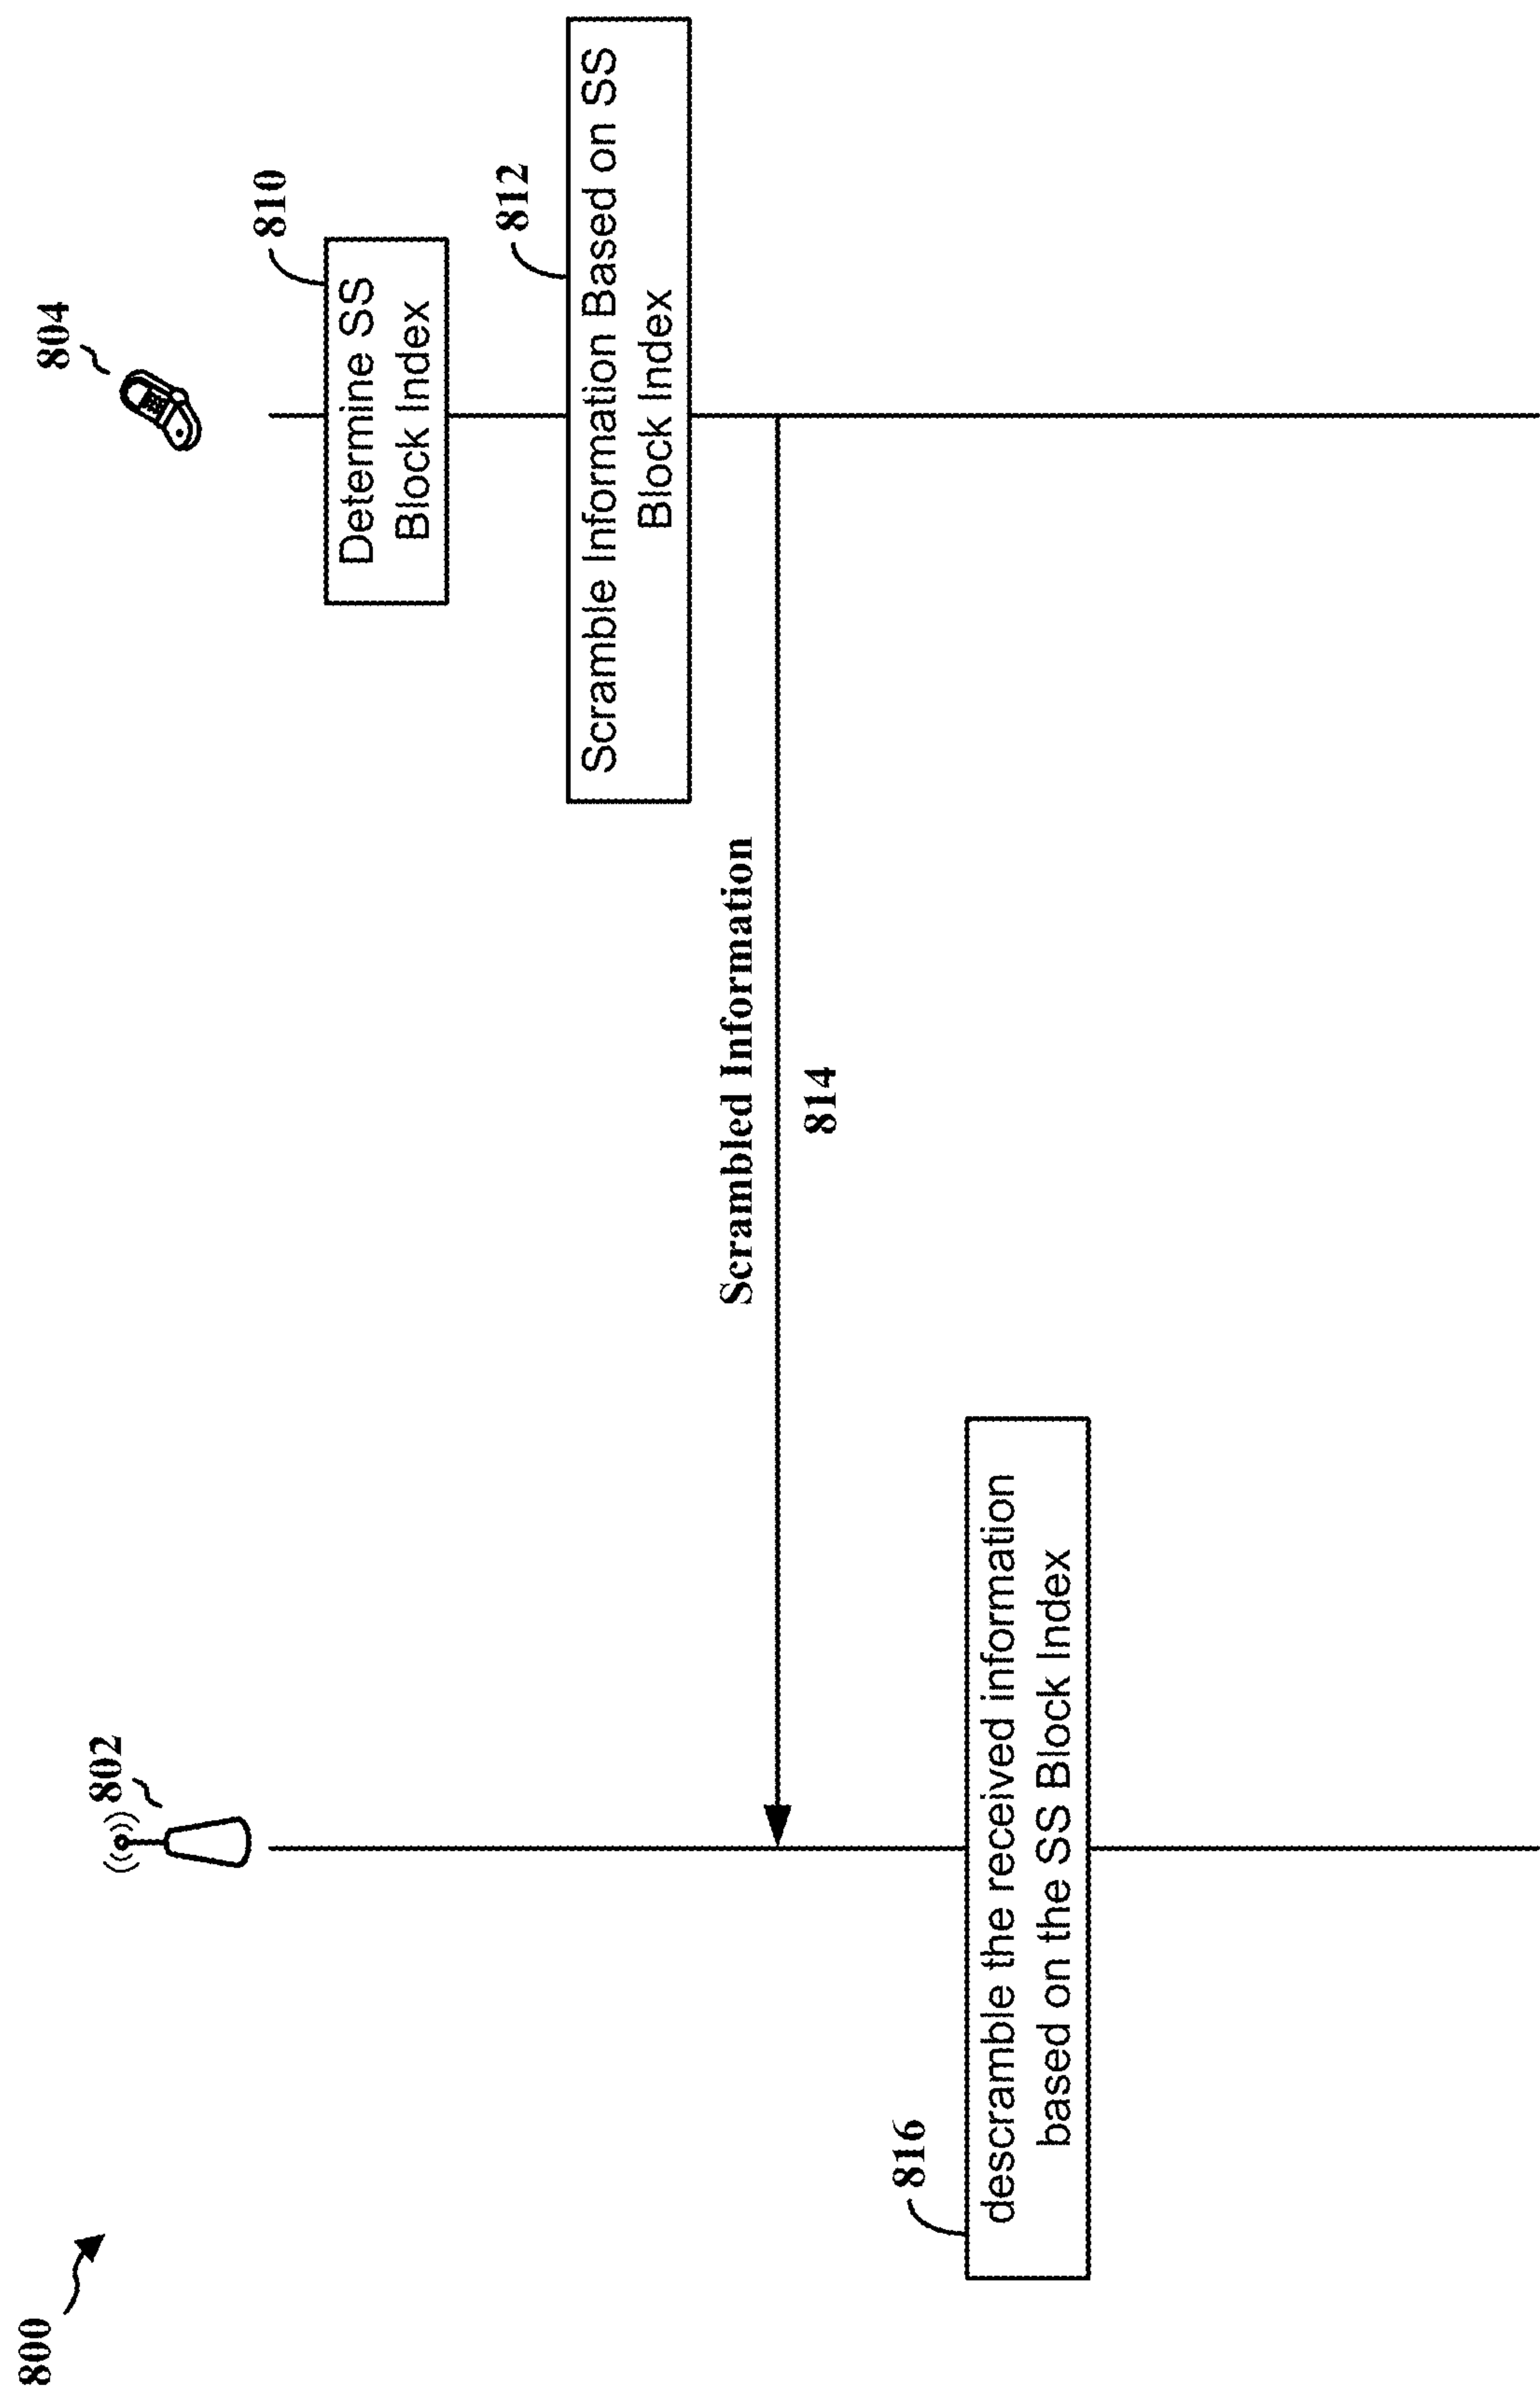 800
802
804
810
Determine SS
Block Index
812
Scramble Information Based on SS
Block Index
Scrambled Information
814
816
descramble the received information
based on the SS Block Index